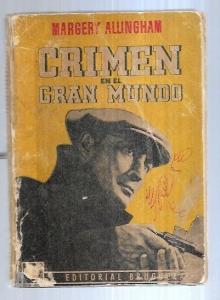 MARGERY ALLINGHAM
CRIMEN
EN EL
GRAN MUNDO
EDITORIAL BRUGUERA